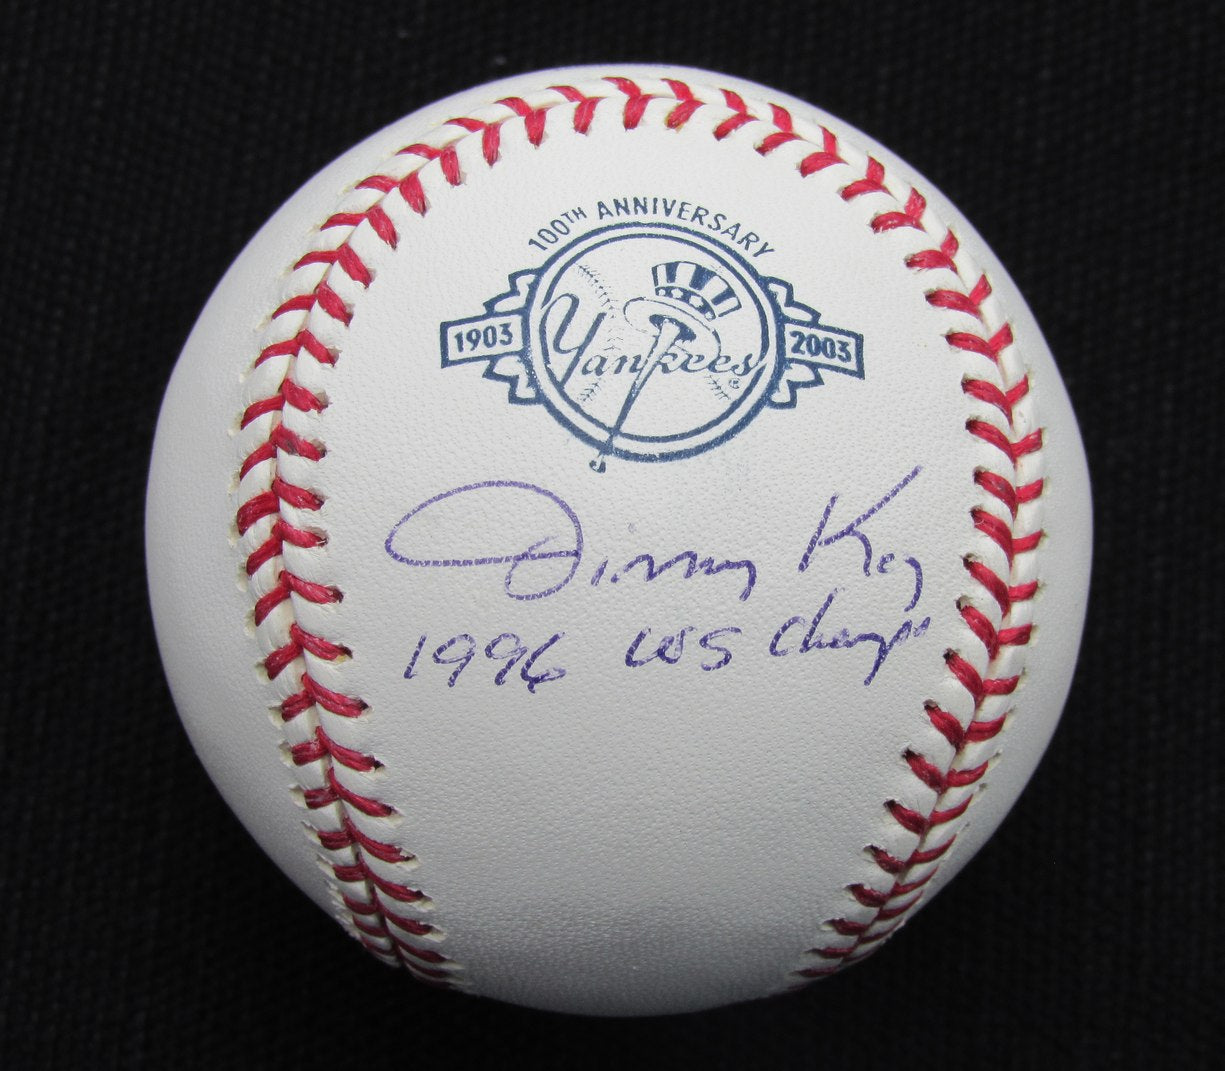 100TH ANNIVERSARY
1903 Yankees 2003
Jimmy Key
1996 WS Champs